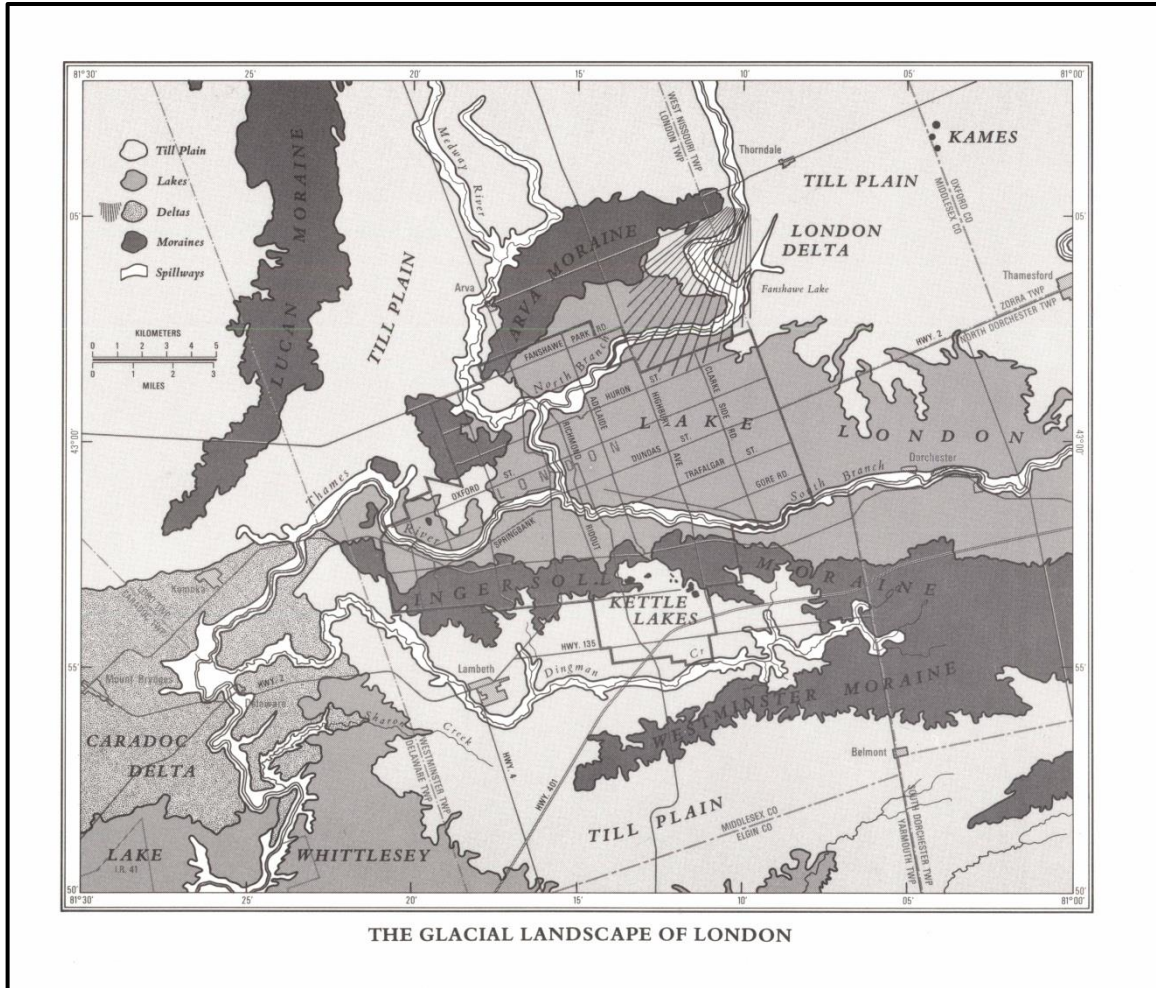 81°30' 25' 20' 15' 10' 05' 81°00'
Till Plain
Lakes
Deltas
Moraines
Spillways
KILOMETERS
0 1 2 3 4 5
0 1 2 3
MILES
LUCAN MORAINE
TILL PLAIN
Medway River
Arva
ARVA MORAINE
WEST NISSOURI TWP
LONDON TWP
Thorndale
TILL PLAIN
KAMES
OXFORD CO
MIDDLESEX CO
LONDON DELTA
Fanshawe Lake
Thamesford
ZORRA TWP
NORTH DORCHESTER TWP
HWY. 2
05'
05'
FANSHAWE PARK RD
North Branch
HURON ST.
ADELAIDE
RICHMOND
HIGHBURY AVE
CLARKE SIDE RD
DUNDAS ST.
TRAFALGAR ST.
GORE RD
OXFORD ST.
LONDON
LAKE LONDON
43°00'
43°00'
Dorchester
South Branch
Thames River
SPRINGBANK
RIDOUT
INGERSOLL MORAINE
KETTLE LAKES
Komoka
LOBO TWP
CARADOC TWP
HWY. 135
Lambeth
Dingman Cr
55'
55'
Mount Brydges
HWY. 2
Delaware
Sharon Creek
CARADOC DELTA
WESTMINSTER TWP
DELAWARE TWP
HWY. 4
HWY. 401
WESTMINSTER MORAINE
Belmont
TILL PLAIN
MIDDLESEX CO
ELGIN CO
SOUTH DORCHESTER TWP
YARMOUTH TWP
LAKE WHITTLESEY
I.R. 41
50'
50'
81°30' 25' 20' 15' 10' 05' 81°00'
THE GLACIAL LANDSCAPE OF LONDON